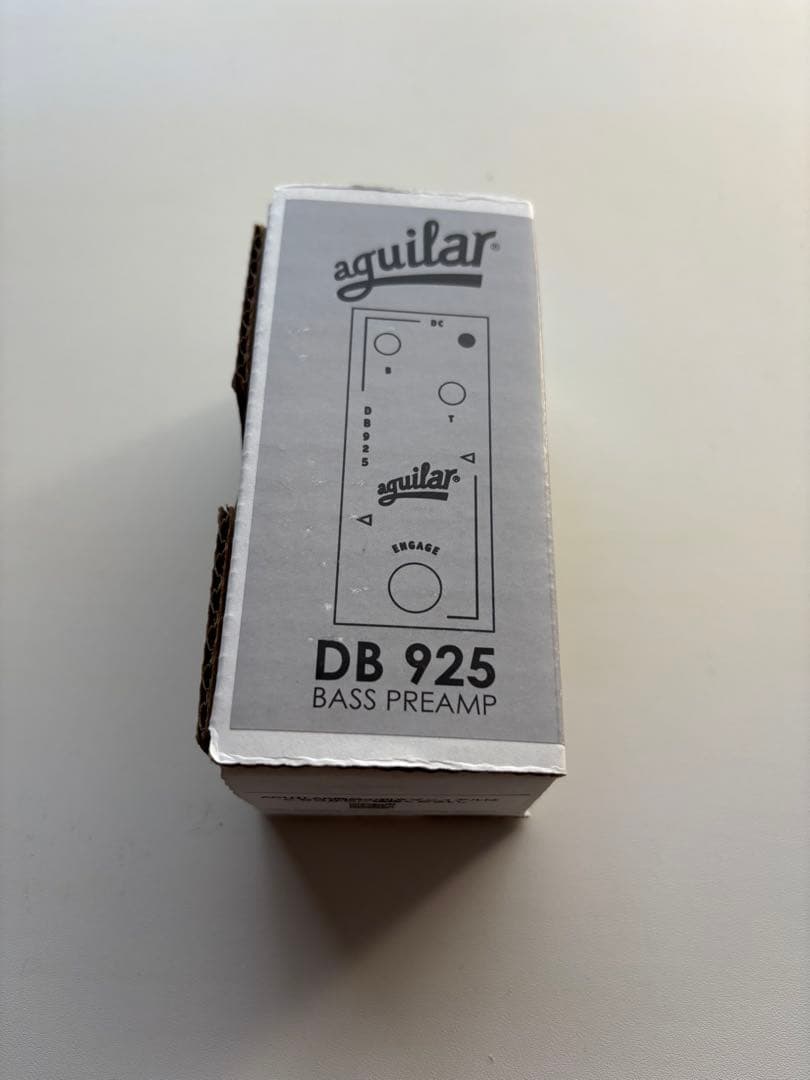 aguilar®
DC
B
T
DB925
aguilar®
ENGAGE
DB 925
BASS PREAMP